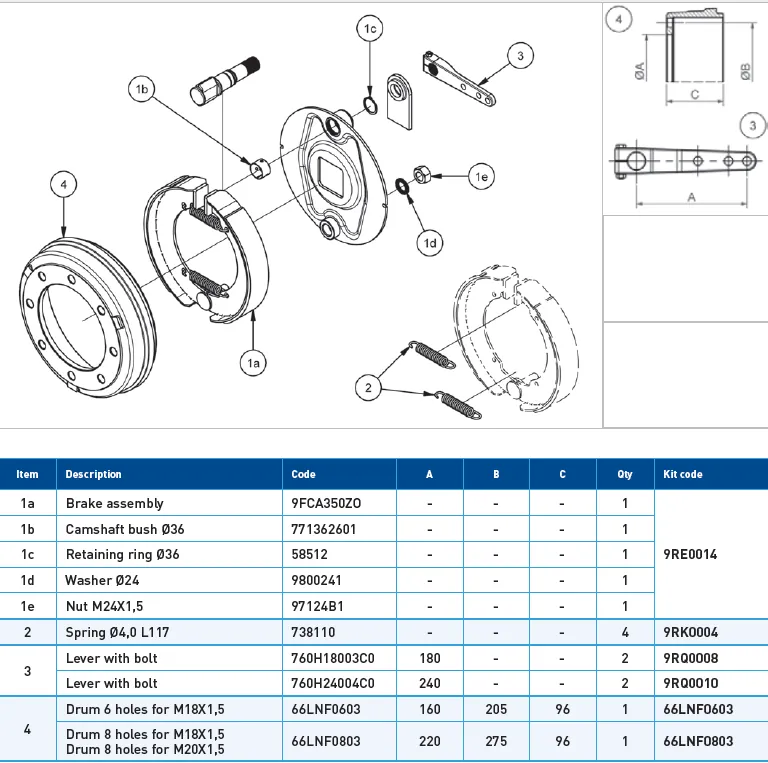 1c
3
1b
4
1e
1d
1a
2
4
ØA
ØB
C
3
A
Item Description Code A B C Qty Kit code
1a Brake assembly 9FCA350ZO - - - 1
1b Camshaft bush Ø36 771362601 - - - 1
1c Retaining ring Ø36 58512 - - - 1 9RE0014
1d Washer Ø24 9800241 - - - 1
1e Nut M24X1,5 97124B1 - - - 1
2 Spring Ø4,0 L117 738110 - - - 4 9RK0004
3 Lever with bolt 760H18003C0 180 - - 2 9RQ0008
Lever with bolt 760H24004C0 240 - - 2 9RQ0010
4 Drum 6 holes for M18X1,5 66LNF0603 160 205 96 1 66LNF0603
Drum 8 holes for M18X1,5
Drum 8 holes for M20X1,5 66LNF0803 220 275 96 1 66LNF0803